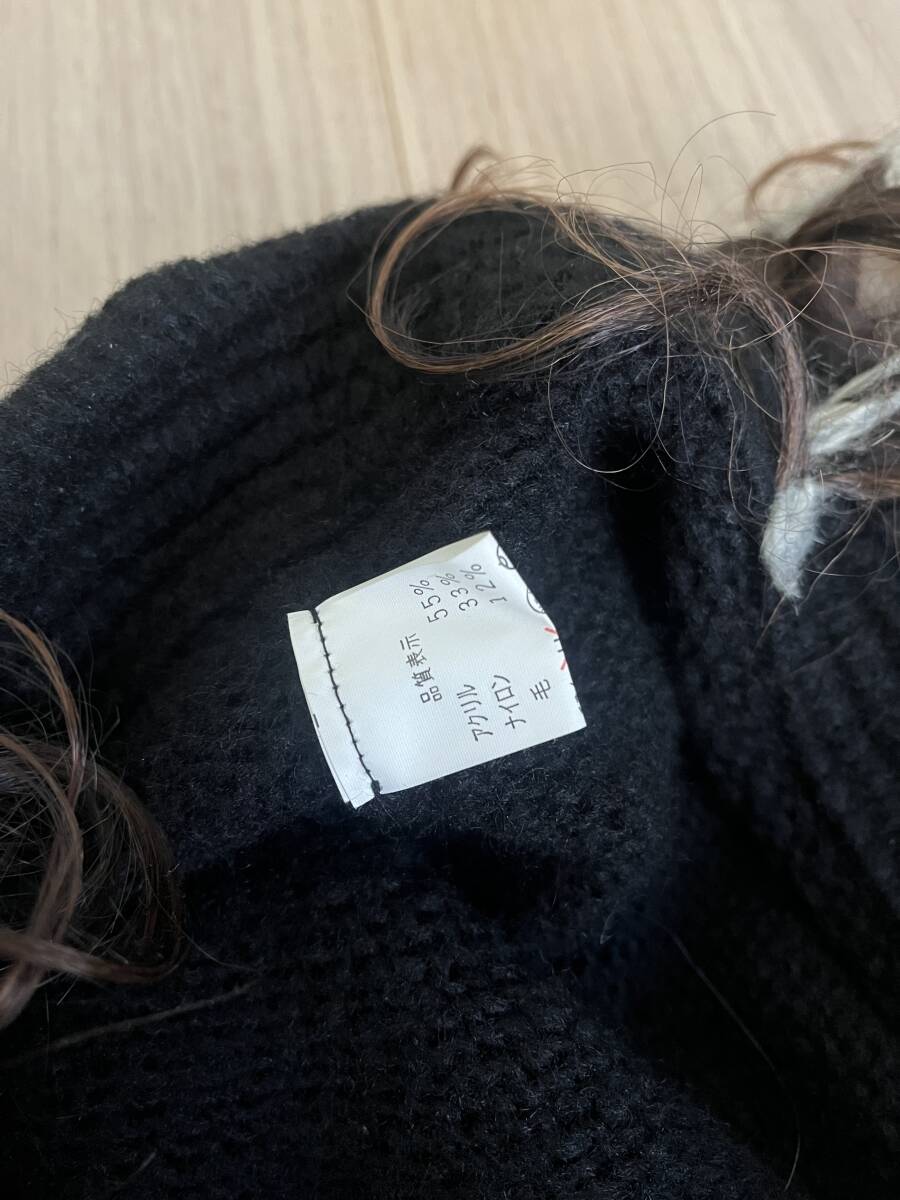 品質表示
アクリル 55%
ナイロン 33%
毛 12%